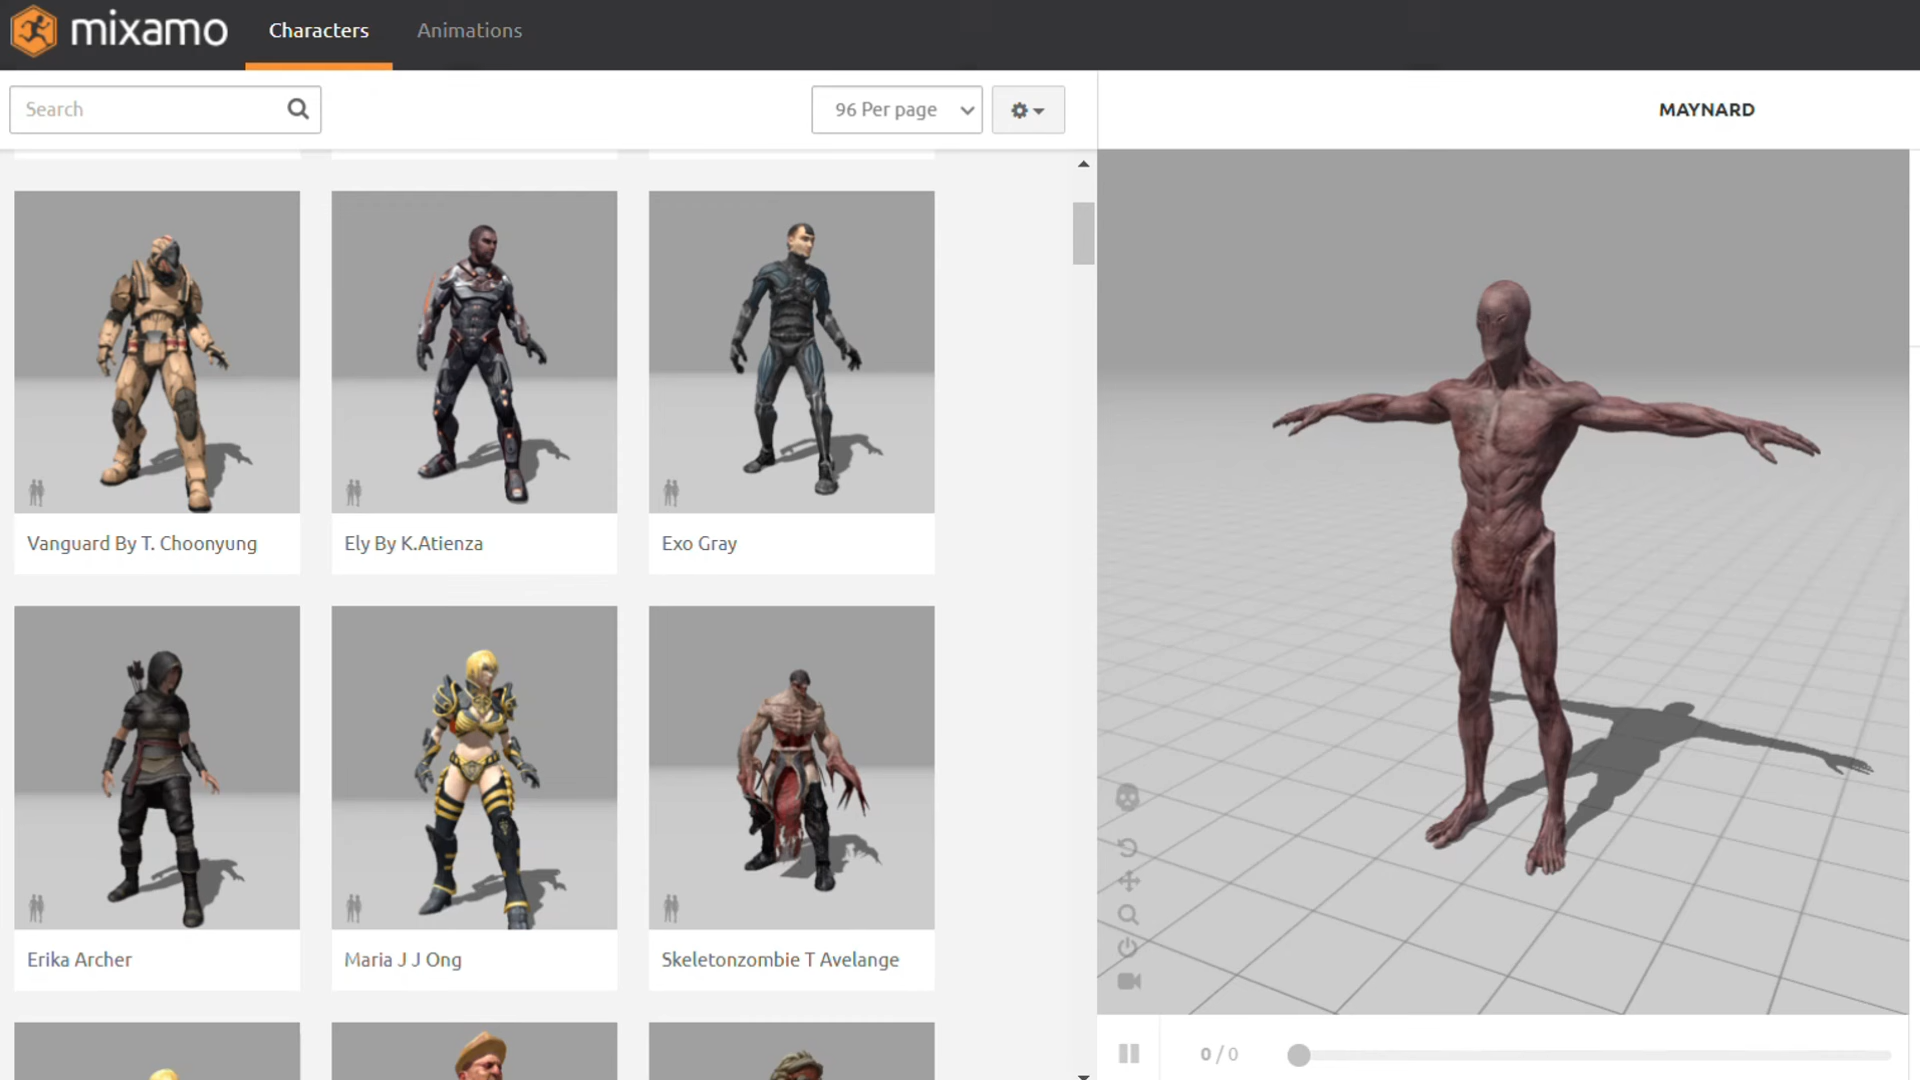 mixamo
Characters
Animations
Search
96 Per page
MAYNARD
Vanguard By T. Choonyung
Ely By K.Atienza
Exo Gray
Erika Archer
Maria J J Ong
Skeletonzombie T Avelange
0 / 0